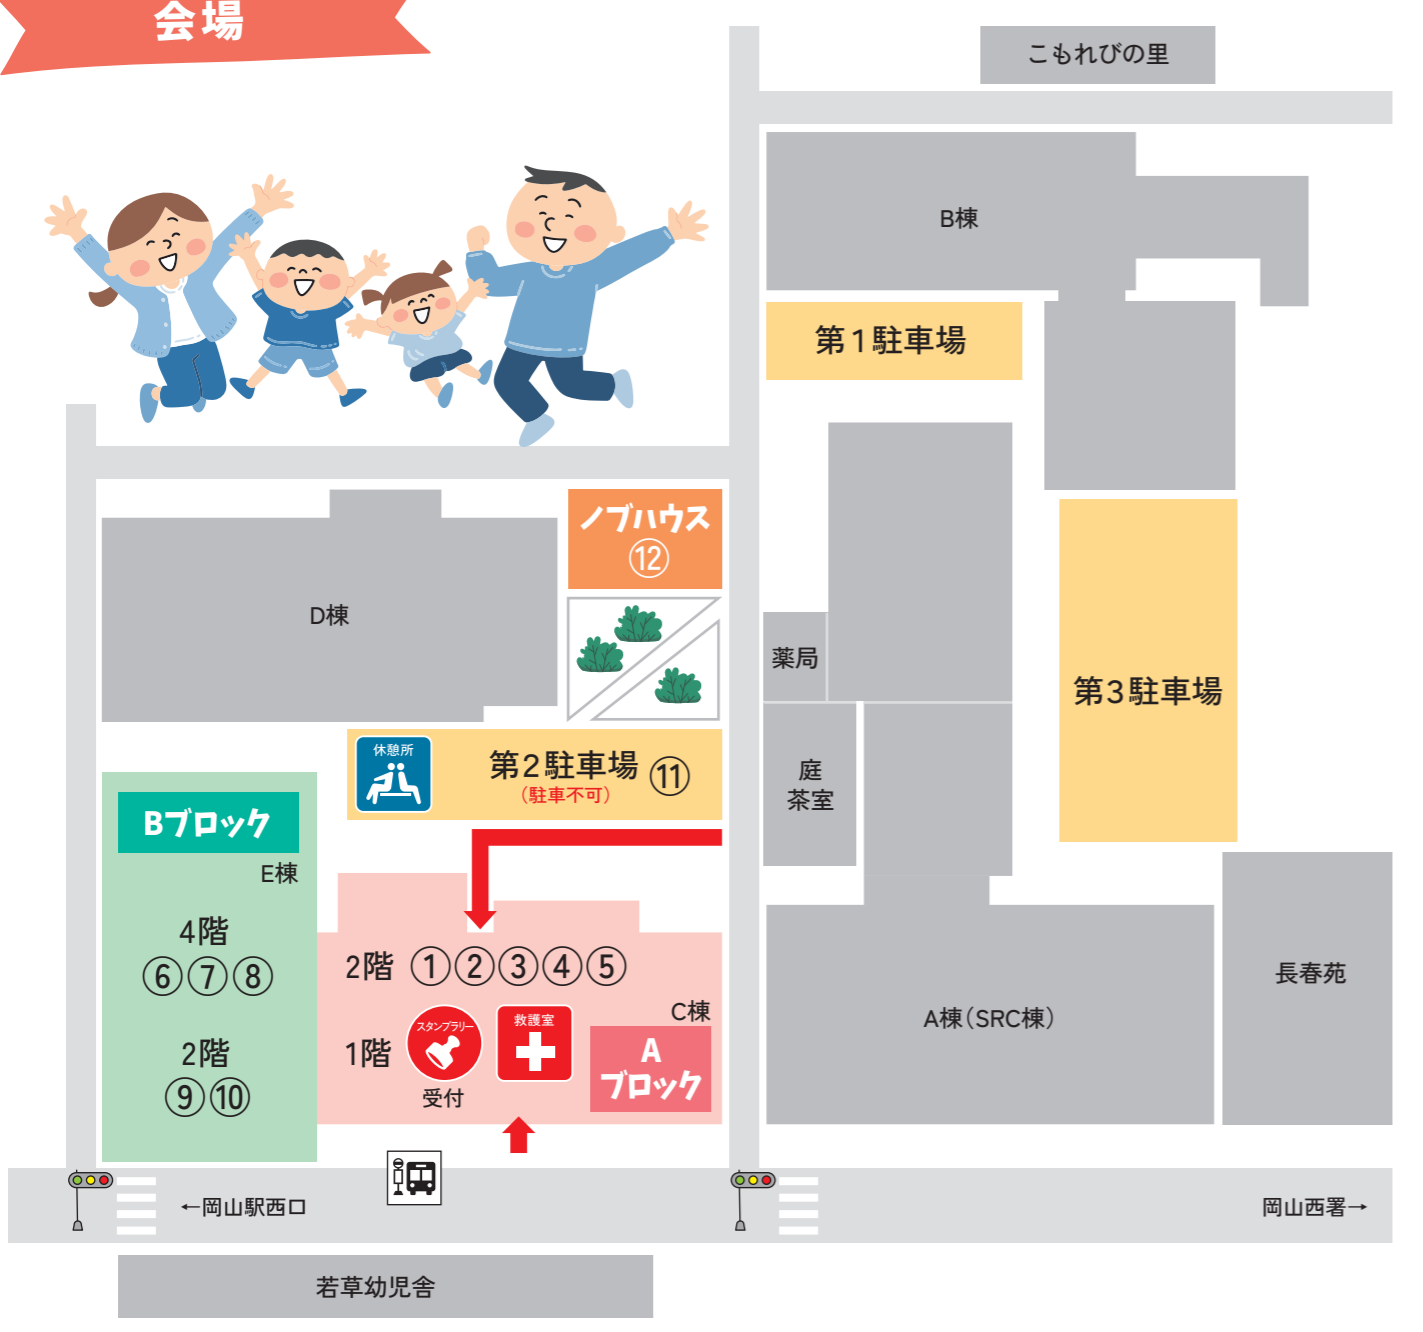 会場
こもれびの里
B棟
第1駐車場
ノブハウス
⑫
D棟
薬局
第3駐車場
休憩所
第2駐車場
(駐車不可)
⑪
庭
茶室
Bブロック
E棟
4階
⑥⑦⑧
2階
⑨⑩
2階 ①②③④⑤
C棟
1階
スタンプラリー
受付
救護室
A
ブロック
A棟(SRC棟)
長春苑
←岡山駅西口
岡山西署→
若草幼児舎